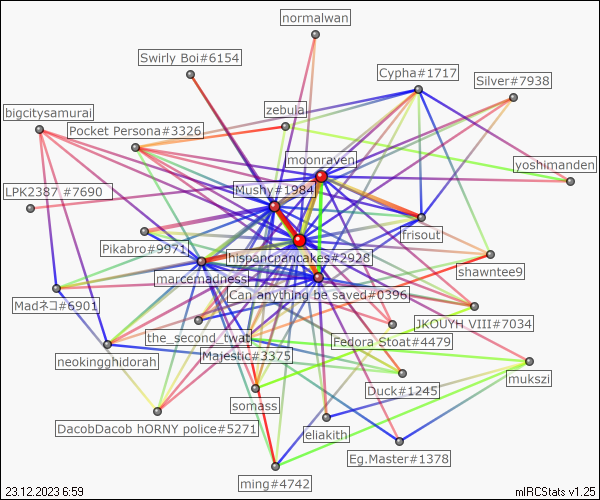 normalwan
Swirly Boi#6154
Cypha#1717
Silver#7938
bigcitysamurai
zebula
Pocket Persona#3326
moonraven
yoshimanden
LPK2387 #7690
Mushy#1984
frisout
Pikabro#9971
hispancpancakes#2928
shawntee9
marcemadness
Can anything be saved#0396
Madネコ#6901
JKOUYH VIII#7034
the_second_twat
Fedora Stoat#4479
neokingghidorah
Majestic#3375
mukszi
Duck#1245
somass
DacobDacob hORNY police#5271
eliakith
Eg.Master#1378
ming#4742
23.12.2023 6:59
mIRCStats v1.25